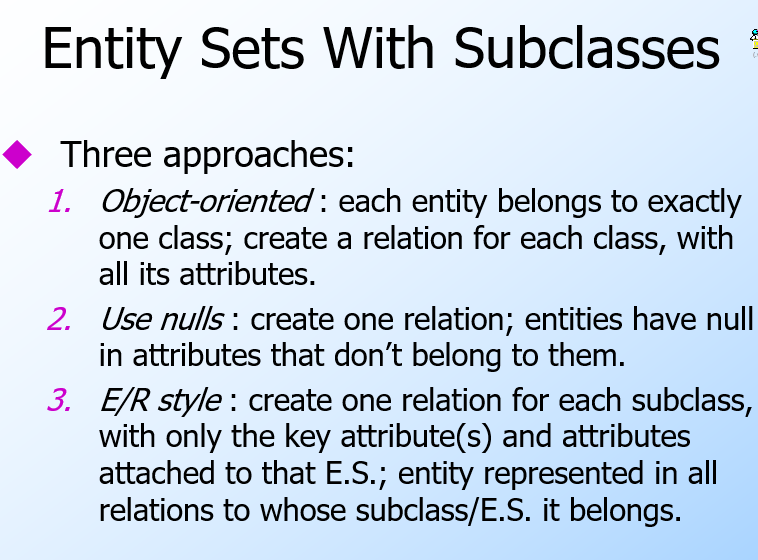 Entity Sets With Subclasses
Three approaches:
1. Object-oriented : each entity belongs to exactly
one class; create a relation for each class, with
all its attributes.
2. Use nulls : create one relation; entities have null
in attributes that don’t belong to them.
3. E/R style : create one relation for each subclass,
with only the key attribute(s) and attributes
attached to that E.S.; entity represented in all
relations to whose subclass/E.S. it belongs.